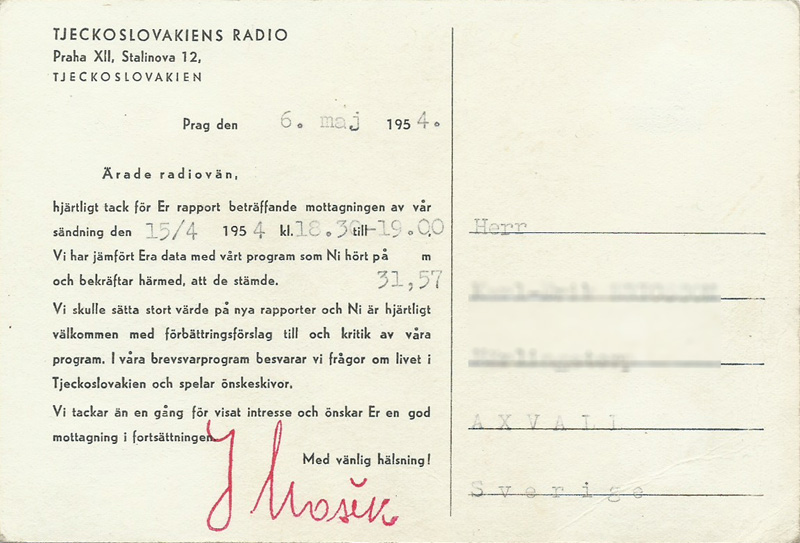 TJECKOSLOVAKIENS RADIO
Praha XII, Stalinova 12,
TJECKOSLOVAKIEN
Prag den 6. maj 1954.
Ärade radiovän,
hjärtligt tack för Er rapport beträffande mottagningen av vår
sändning den 15/4 1954 kl. 18.30 till 19.00.
Vi har jämfört Era data med vårt program som Ni hört på m
och bekräftar härmed, att de stämde. 31,57
Vi skulle sätta stort värde på nya rapporter och Ni är hjärtligt
välkommen med förbättringsförslag till och kritik av våra
program. I våra brevsvarprogram besvarar vi frågor om livet i
Tjeckoslovakien och spelar önskeskivor.
Vi tackar än en gång för visat intresse och önskar Er en god
mottagning i fortsättningen.
Med vänlig hälsning!
Herr
AXVALL
Sverige